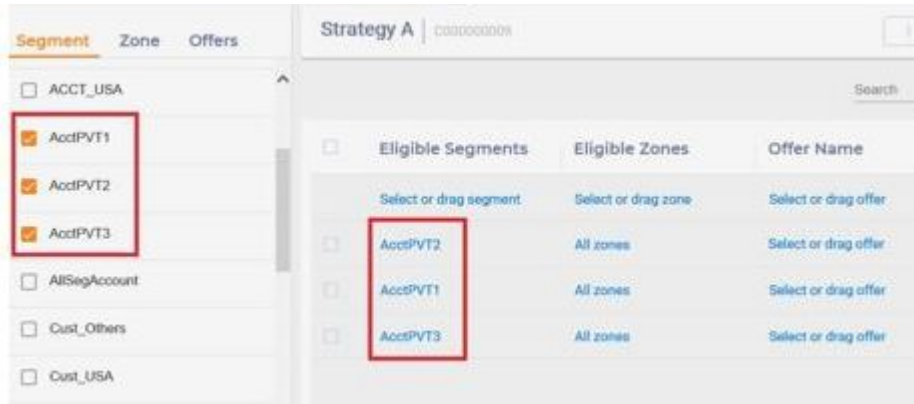 Segment Zone Offers
ACCT_USA
AcctPVT1
AcctPVT2
AcctPVT3
AllSegAccount
Cust_Others
Cust_USA
Strategy A
Search
Eligible Segments Eligible Zones Offer Name
Select or drag segment Select or drag zone Select or drag offer
AcctPVT2 All zones Select or drag offer
AcctPVT1 All zones Select or drag offer
AcctPVT3 All zones Select or drag offer